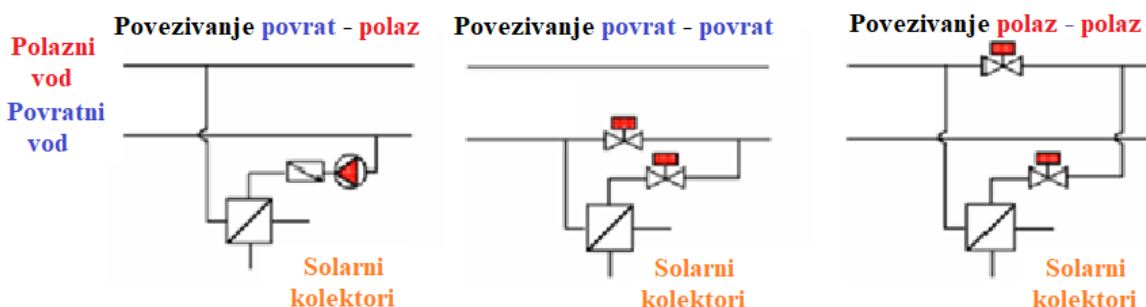 Povezivanje povrat - polaz
Povezivanje povrat - povrat
Povezivanje polaz - polaz
Polazni
vod
Povratni
vod
Solarni
kolektori
Solarni
kolektori
Solarni
kolektori